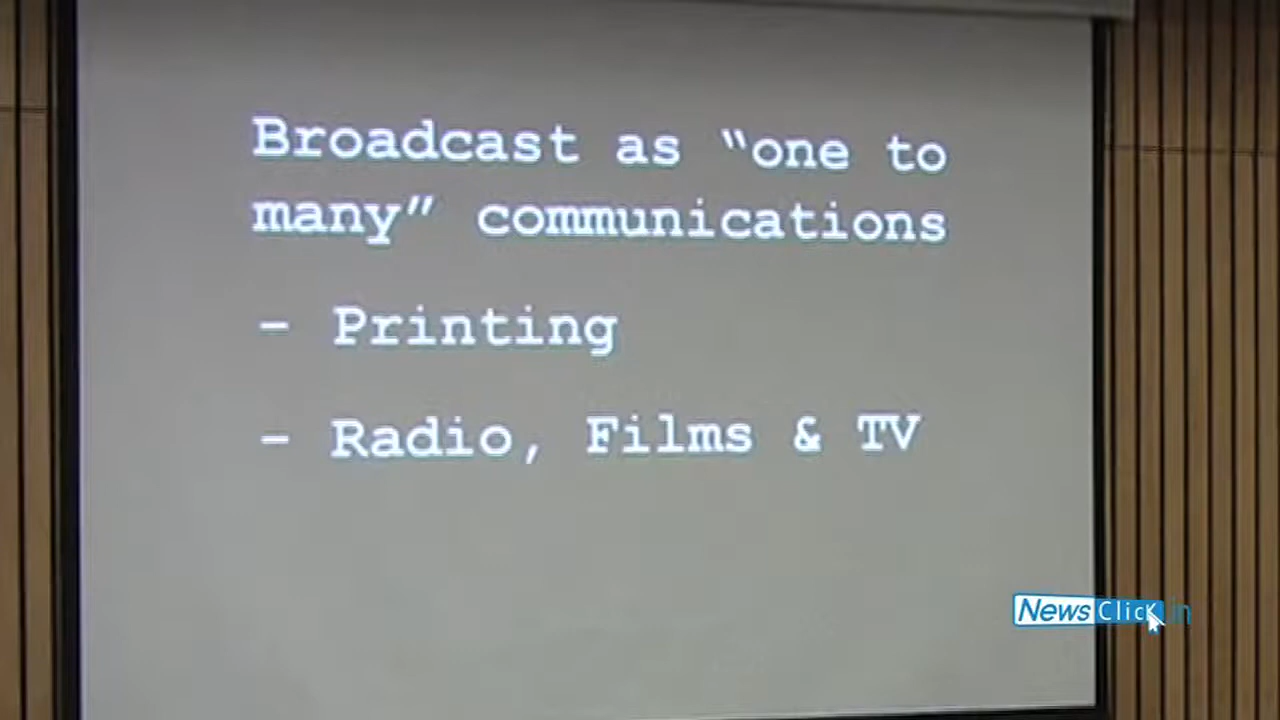 Broadcast as “one to
many” communications
- Printing
- Radio, Films & TV
NewsClick.in